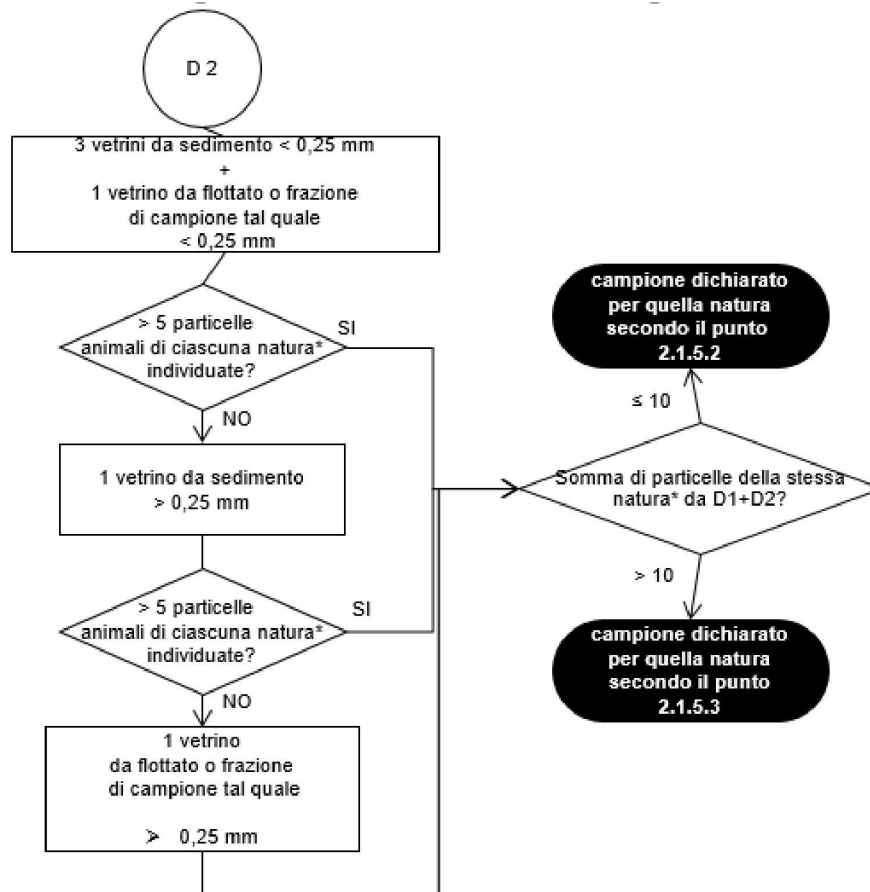 D 2
3 vetrini da sedimento < 0,25 mm
+
1 vetrino da flottato o frazione
di campione tal quale
< 0,25 mm
> 5 particelle
animali di ciascuna natura*
individuate?
SI
NO
1 vetrino da sedimento
> 0,25 mm
> 5 particelle
animali di ciascuna natura*
individuate?
SI
NO
1 vetrino
da flottato o frazione
di campione tal quale
> 0,25 mm
campione dichiarato
per quella natura
secondo il punto
2.1.5.2
≤ 10
Somma di particelle della stessa
natura* da D1+D2?
> 10
campione dichiarato
per quella natura
secondo il punto
2.1.5.3